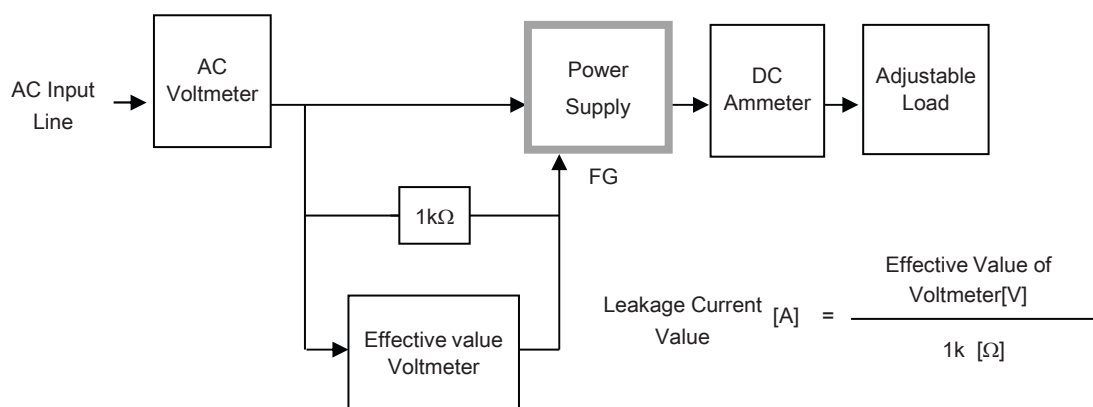 AC Input
Line
AC
Voltmeter
Power
Supply
DC
Ammeter
Adjustable
Load
FG
1kΩ
Effective value
Voltmeter
Leakage Current
Value
[A] =
Effective Value of
Voltmeter[V]
1k [Ω]